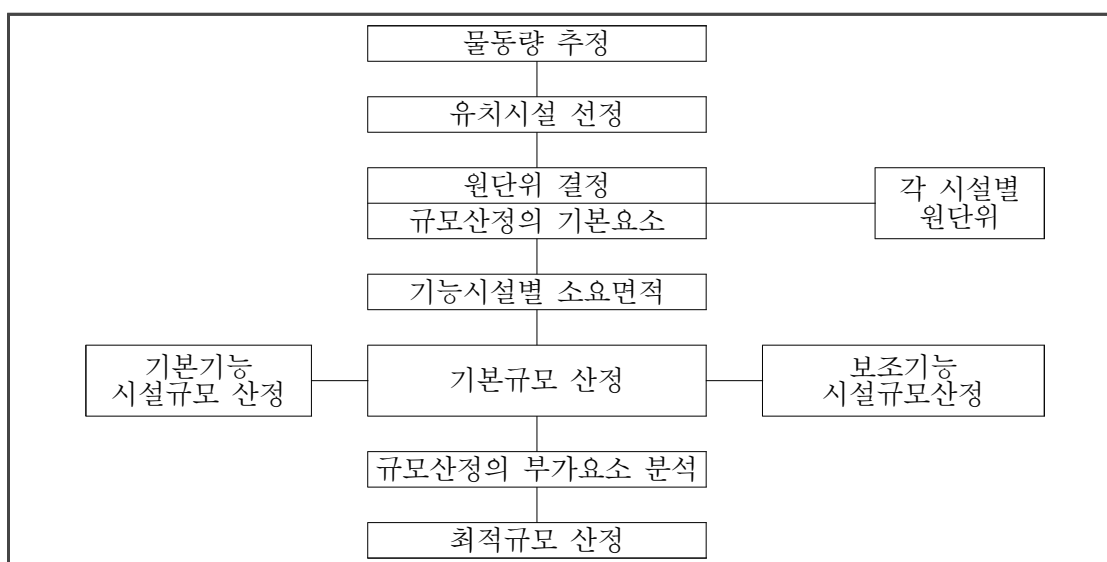 물동량 추정
유치시설 선정
원단위 결정
규모산정의 기본요소
각 시설별
원단위
기능시설별 소요면적
기본기능
시설규모 산정
기본규모 산정
보조기능
시설규모산정
규모산정의 부가요소 분석
최적규모 산정